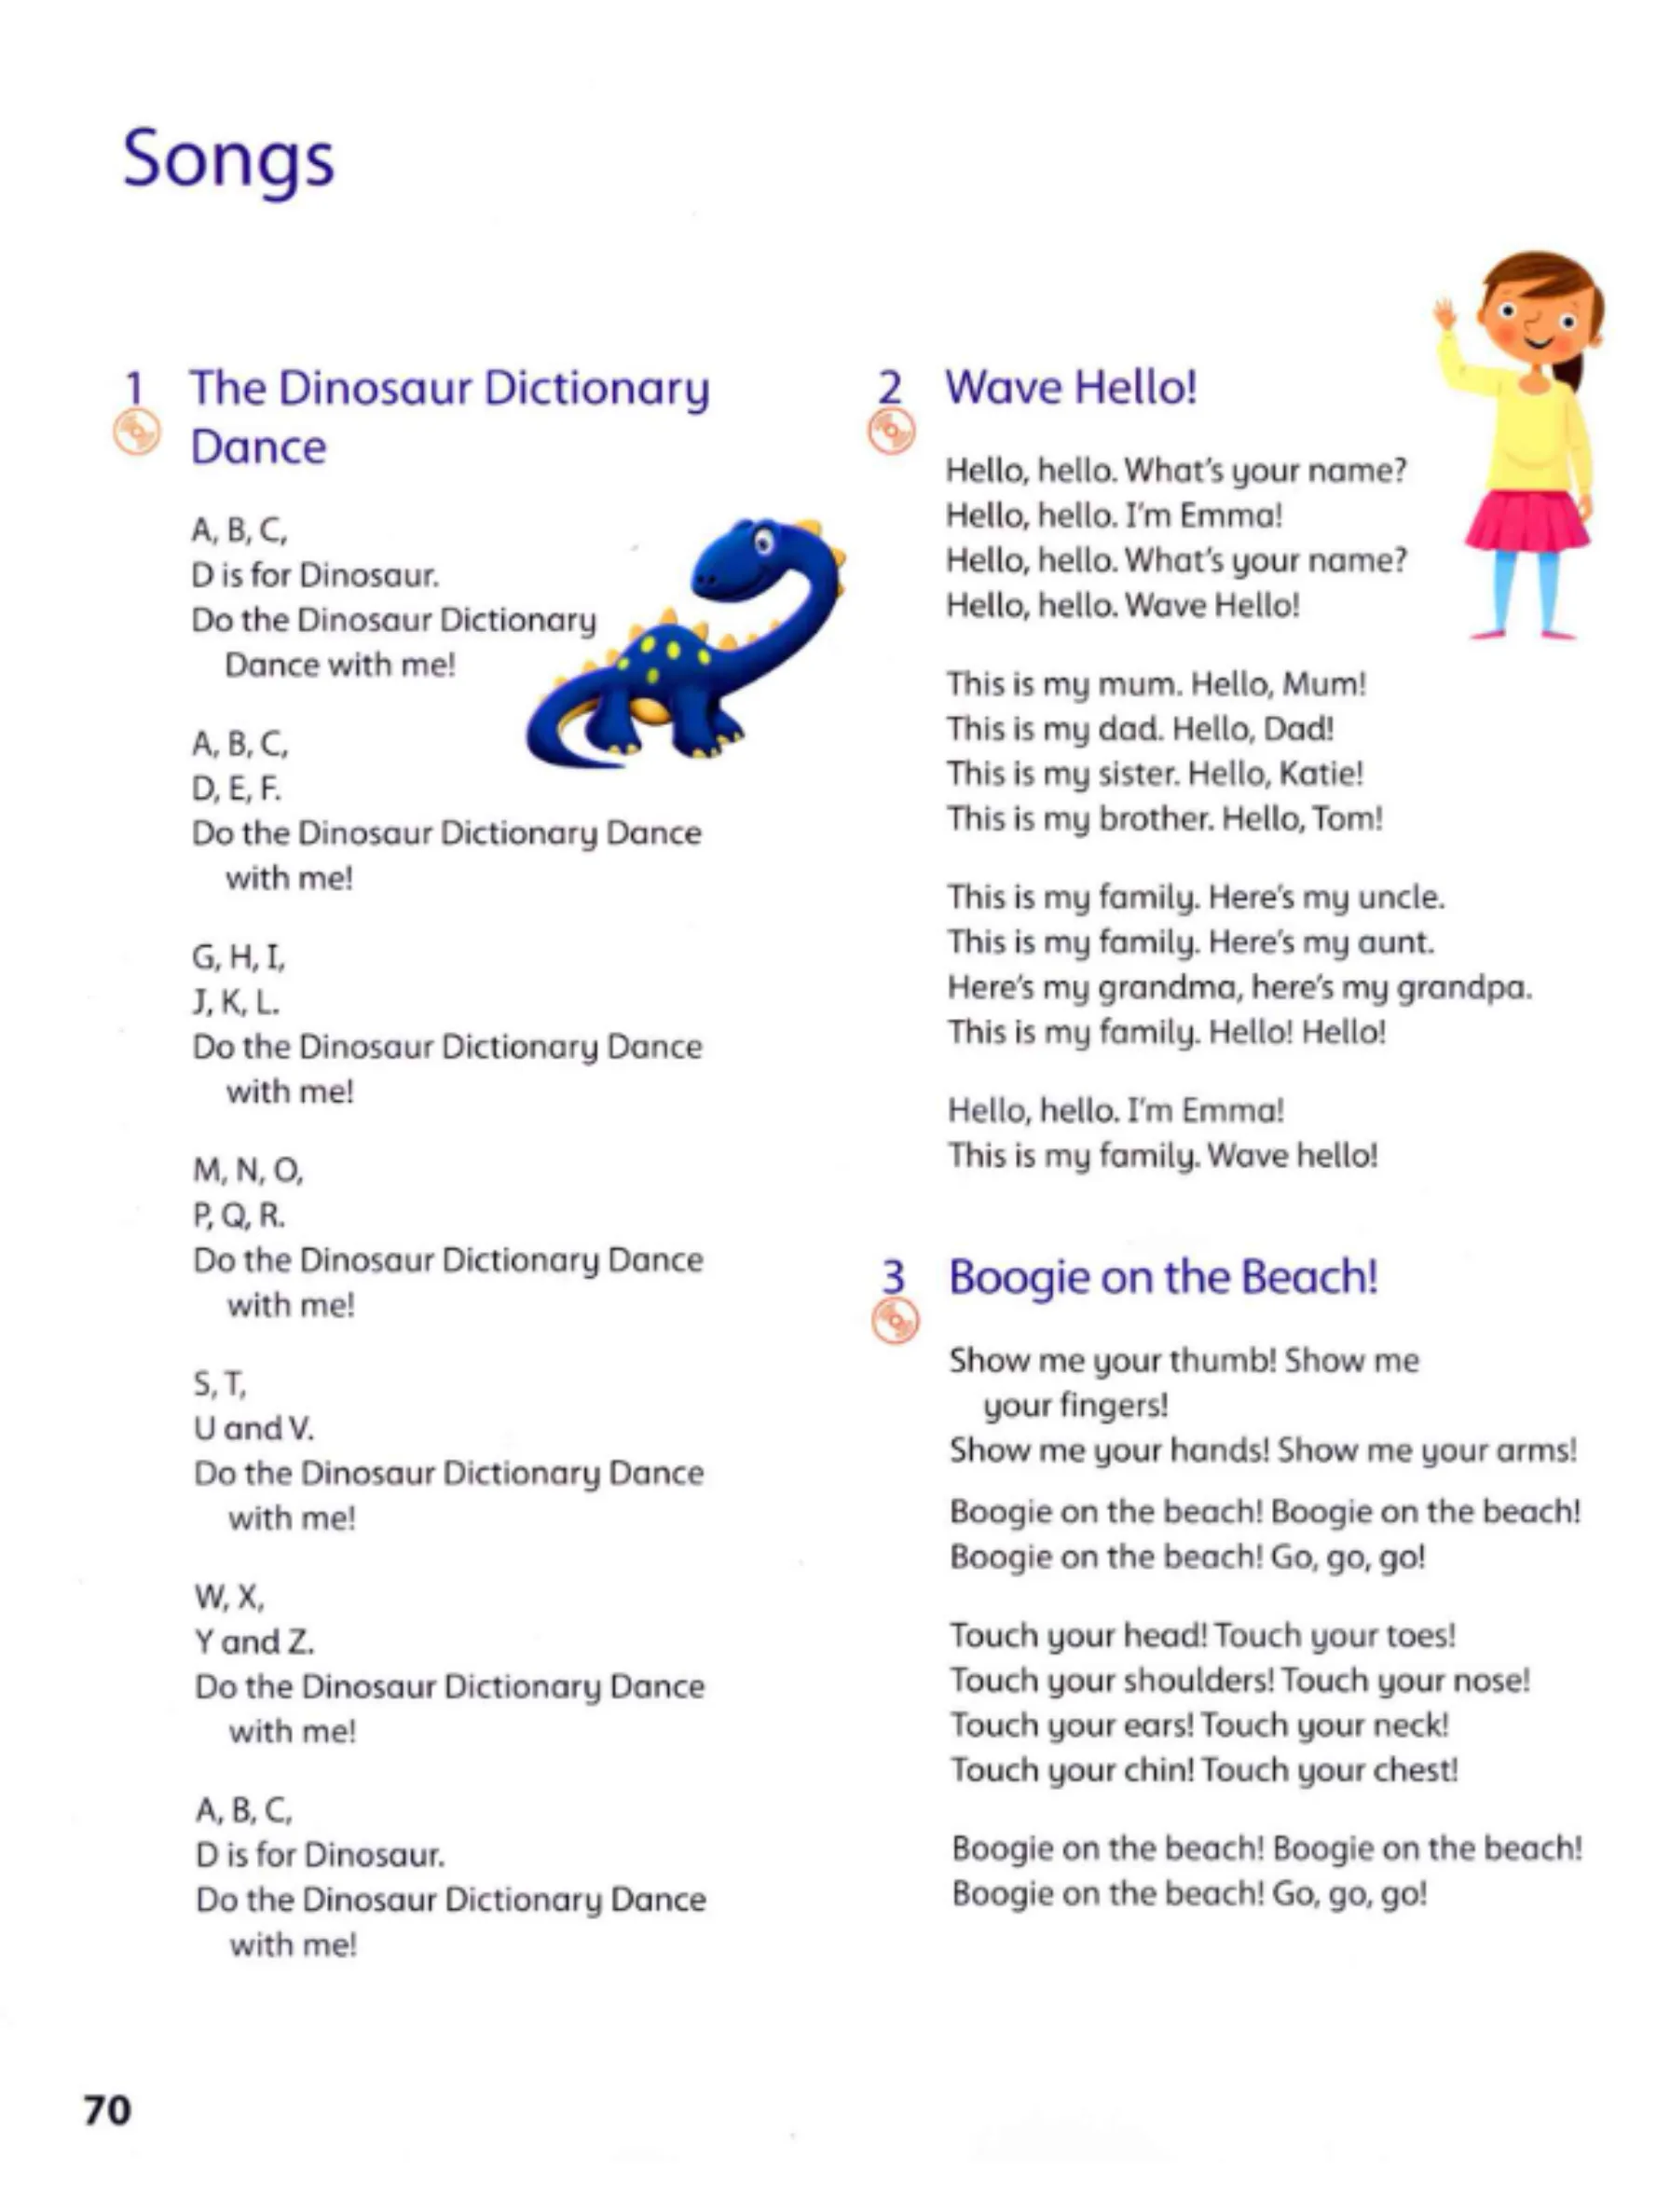 Songs
1 The Dinosaur Dictionary
Dance
A, B, C,
D is for Dinosaur.
Do the Dinosaur Dictionary
Dance with me!
A, B, C,
D, E, F.
Do the Dinosaur Dictionary Dance
with me!
G, H, I,
J, K, L.
Do the Dinosaur Dictionary Dance
with me!
M, N, O,
P, Q, R.
Do the Dinosaur Dictionary Dance
with me!
S, T,
U and V.
Do the Dinosaur Dictionary Dance
with me!
W, X,
Y and Z.
Do the Dinosaur Dictionary Dance
with me!
A, B, C,
D is for Dinosaur.
Do the Dinosaur Dictionary Dance
with me!
2 Wave Hello!
Hello, hello. What's your name?
Hello, hello. I'm Emma!
Hello, hello. What's your name?
Hello, hello. Wave Hello!
This is my mum. Hello, Mum!
This is my dad. Hello, Dad!
This is my sister. Hello, Katie!
This is my brother. Hello, Tom!
This is my family. Here's my uncle.
This is my family. Here's my aunt.
Here's my grandma, here's my grandpa.
This is my family. Hello! Hello!
Hello, hello. I'm Emma!
This is my family. Wave hello!
3 Boogie on the Beach!
Show me your thumb! Show me
your fingers!
Show me your hands! Show me your arms!
Boogie on the beach! Boogie on the beach!
Boogie on the beach! Go, go, go!
Touch your head! Touch your toes!
Touch your shoulders! Touch your nose!
Touch your ears! Touch your neck!
Touch your chin! Touch your chest!
Boogie on the beach! Boogie on the beach!
Boogie on the beach! Go, go, go!
70